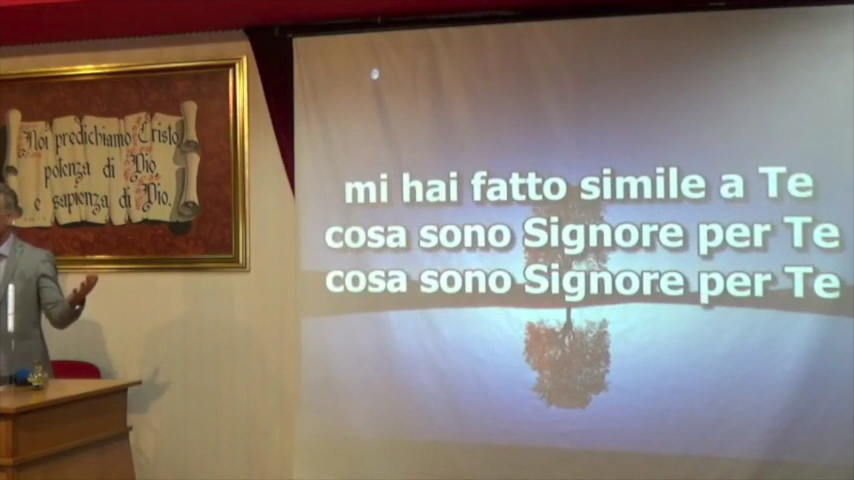 Noi predichiamo Cristo
potenza di Dio
e sapienza di Dio.
mi hai fatto simile a Te
cosa sono Signore per Te
cosa sono Signore per Te